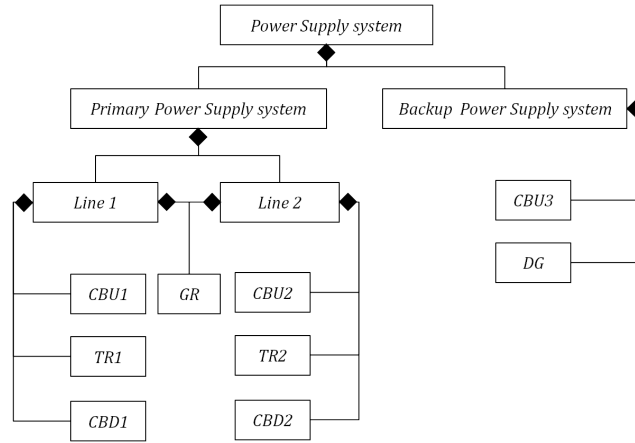 Power Supply system
Primary Power Supply system
Backup Power Supply system
Line 1
Line 2
CBU3
DG
CBU1
GR
CBU2
TR1
TR2
CBD1
CBD2